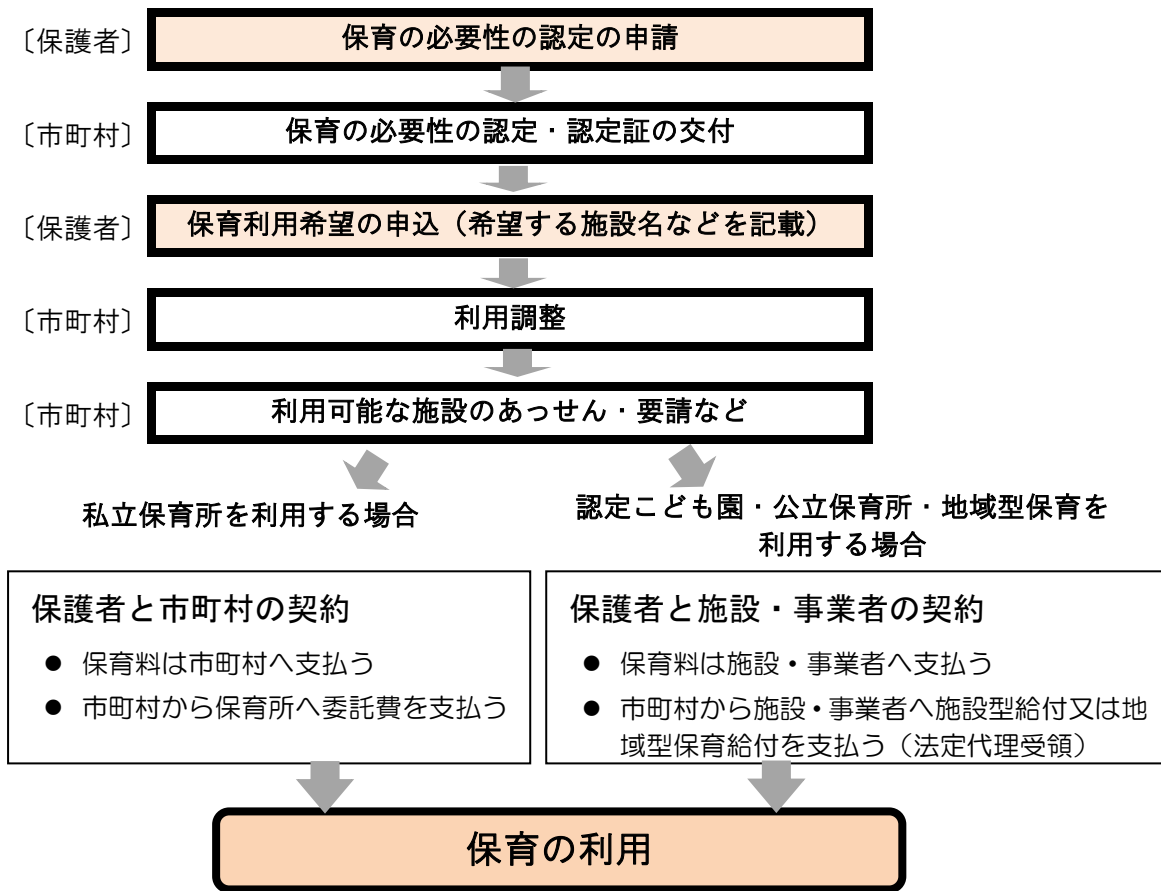 〔保護者〕 保育の必要性の認定の申請
〔市町村〕 保育の必要性の認定・認定証の交付
〔保護者〕 保育利用希望の申込(希望する施設名などを記載)
〔市町村〕 利用調整
〔市町村〕 利用可能な施設のあっせん・要請など
私立保育所を利用する場合
保護者と市町村の契約
● 保育料は市町村へ支払う
● 市町村から保育所へ委託費を支払う
認定こども園・公立保育所・地域型保育を
利用する場合
保護者と施設・事業者の契約
● 保育料は施設・事業者へ支払う
● 市町村から施設・事業者へ施設型給付又は地
域型保育給付を支払う(法定代理受領)
保育の利用